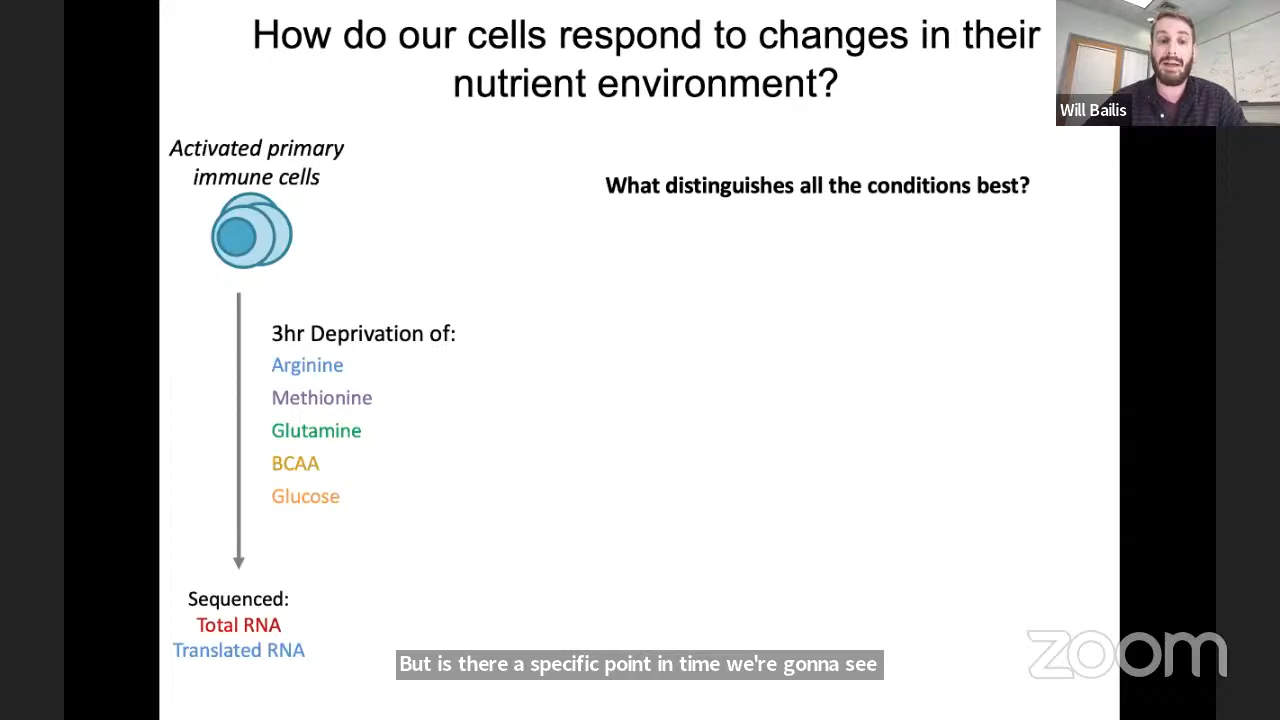 How do our cells respond to changes in their
nutrient environment?
Will Bailis
Activated primary
immune cells
What distinguishes all the conditions best?
3hr Deprivation of:
Arginine
Methionine
Glutamine
BCAA
Glucose
Sequenced:
Total RNA
Translated RNA
But is there a specific point in time we're gonna see
zoom